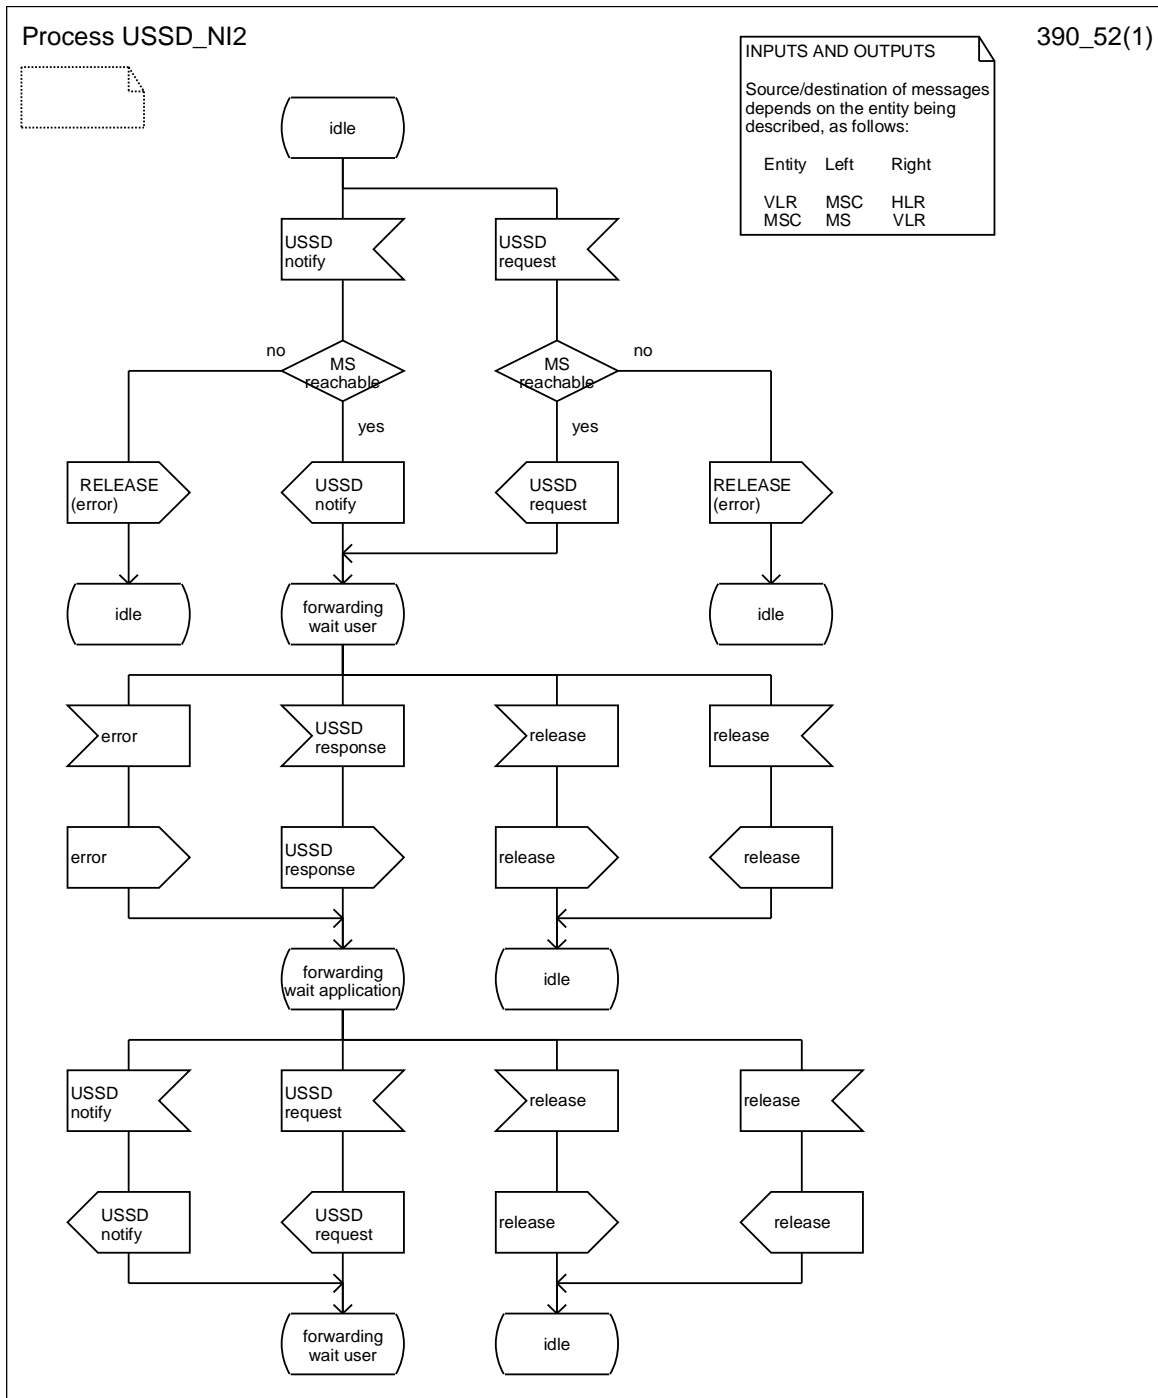 Process USSD_NI2
390_52(1)
INPUTS AND OUTPUTS
Source/destination of messages
depends on the entity being
described, as follows:
Entity Left Right
VLR MSC HLR
MSC MS VLR
idle
USSD
notify
USSD
request
no
MS
reachable
MS
reachable
no
yes
yes
RELEASE
(error)
USSD
notify
USSD
request
RELEASE
(error)
idle
forwarding
wait user
idle
error
USSD
response
release
release
error
USSD
response
release
release
forwarding
wait application
idle
USSD
notify
USSD
request
release
release
USSD
notify
USSD
request
release
release
forwarding
wait user
idle